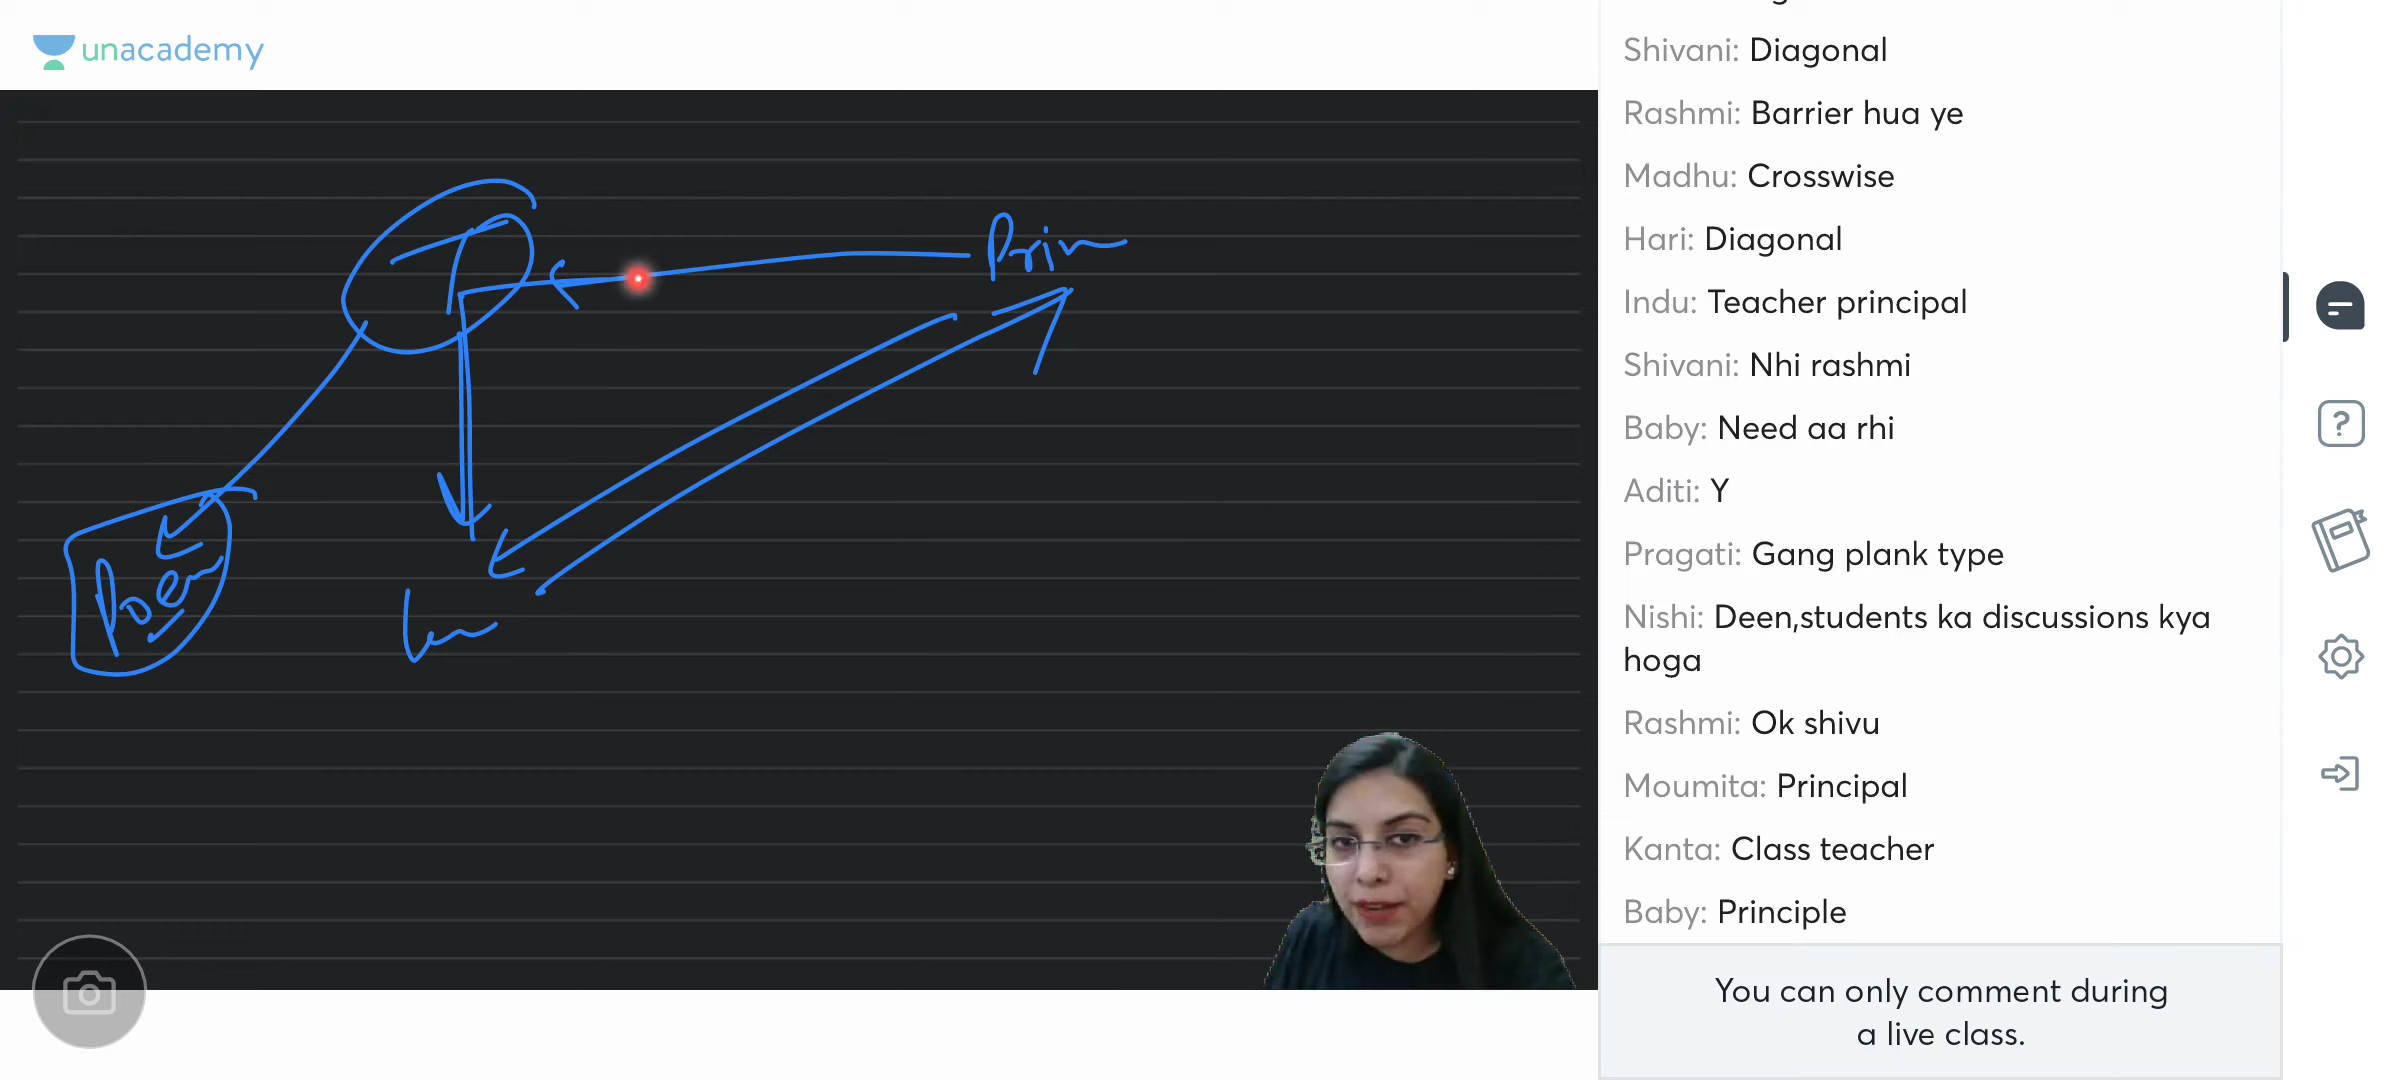 unacademy
Prin
Shivani: Diagonal
Rashmi: Barrier hua ye
Madhu: Crosswise
Hari: Diagonal
Indu: Teacher principal
Shivani: Nhi rashmi
Baby: Need aa rhi
Aditi: Y
Pragati: Gang plank type
Nishi: Deen,students ka discussions kya
hoga
Rashmi: Ok shivu
Moumita: Principal
Kanta: Class teacher
Baby: Principle
You can only comment during
a live class.